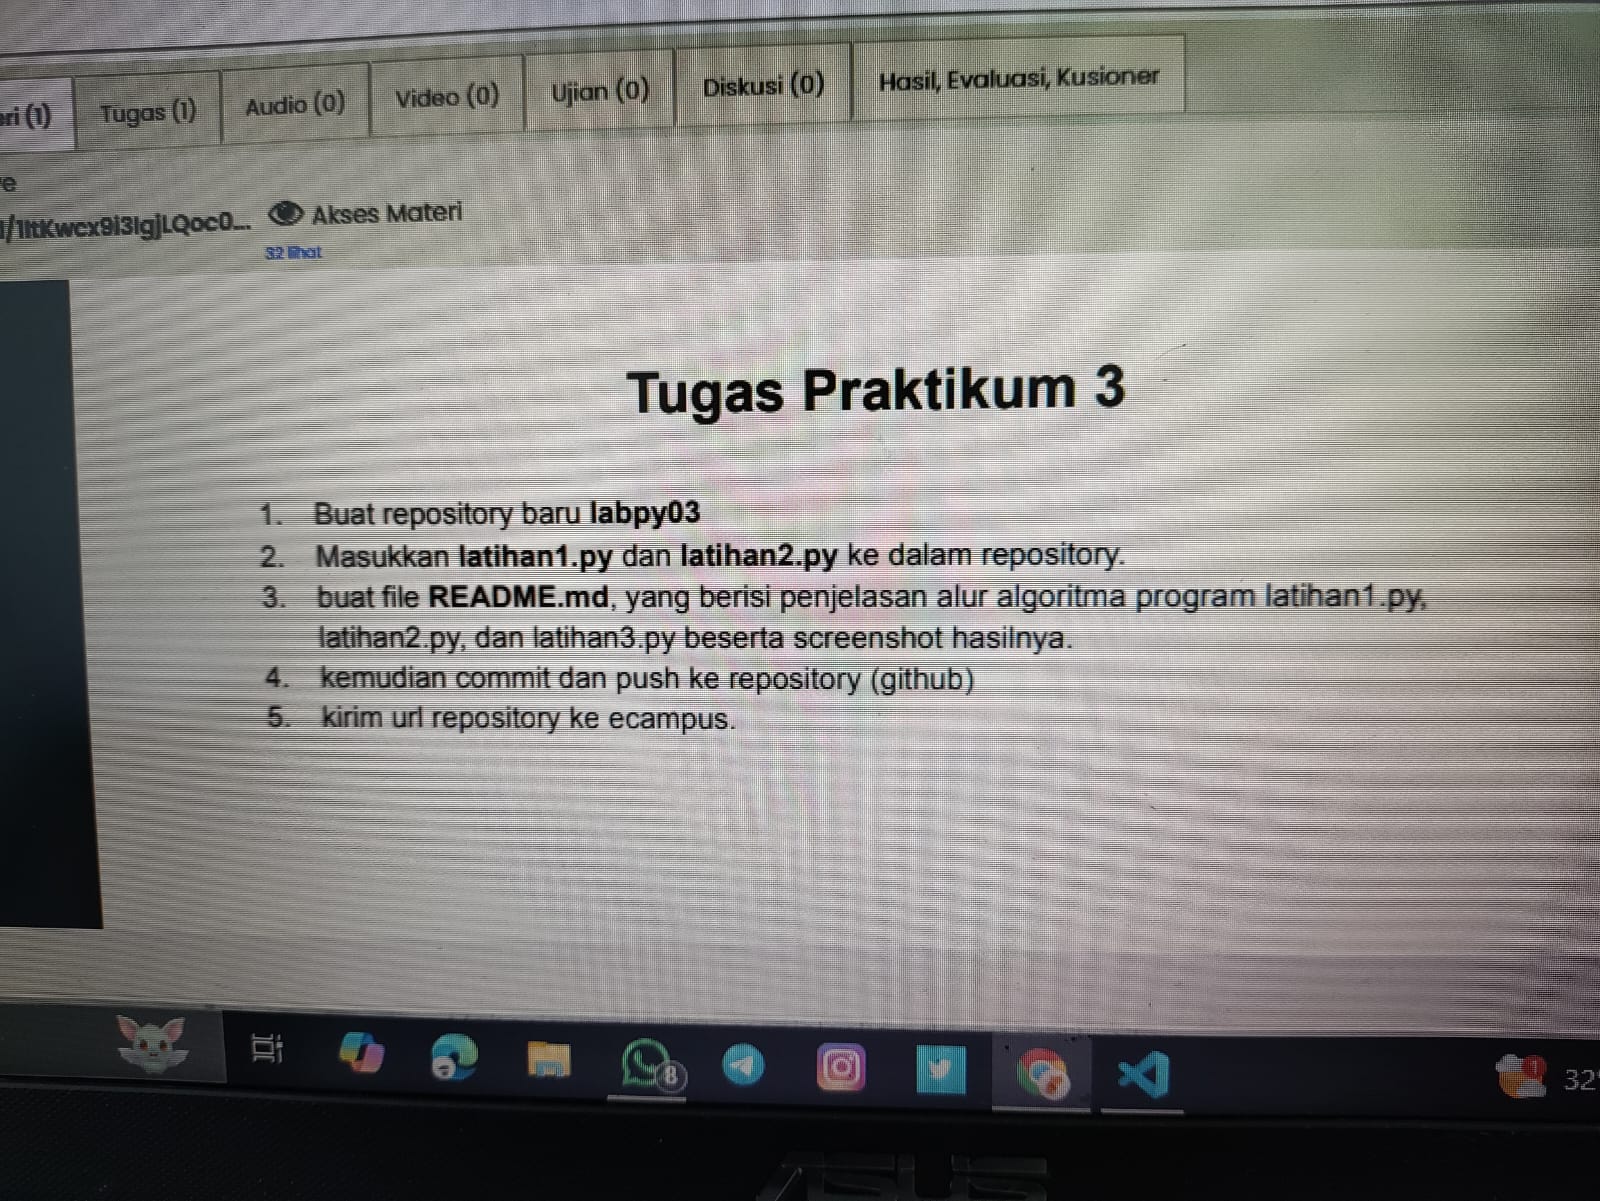 eri (1) Tugas (1) Audio (0) Video (0) Ujian (0) Diskusi (0) Hasil, Evaluasi, Kusioner
Akses Materi
32 lihat
Tugas Praktikum 3
1. Buat repository baru labpy03
2. Masukkan latihan1.py dan latihan2.py ke dalam repository.
3. buat file README.md, yang berisi penjelasan alur algoritma program latihan1.py,
latihan2.py, dan latihan3.py beserta screenshot hasilnya.
4. kemudian commit dan push ke repository (github)
5. kirim url repository ke ecampus.
8
1
32°
ASUS